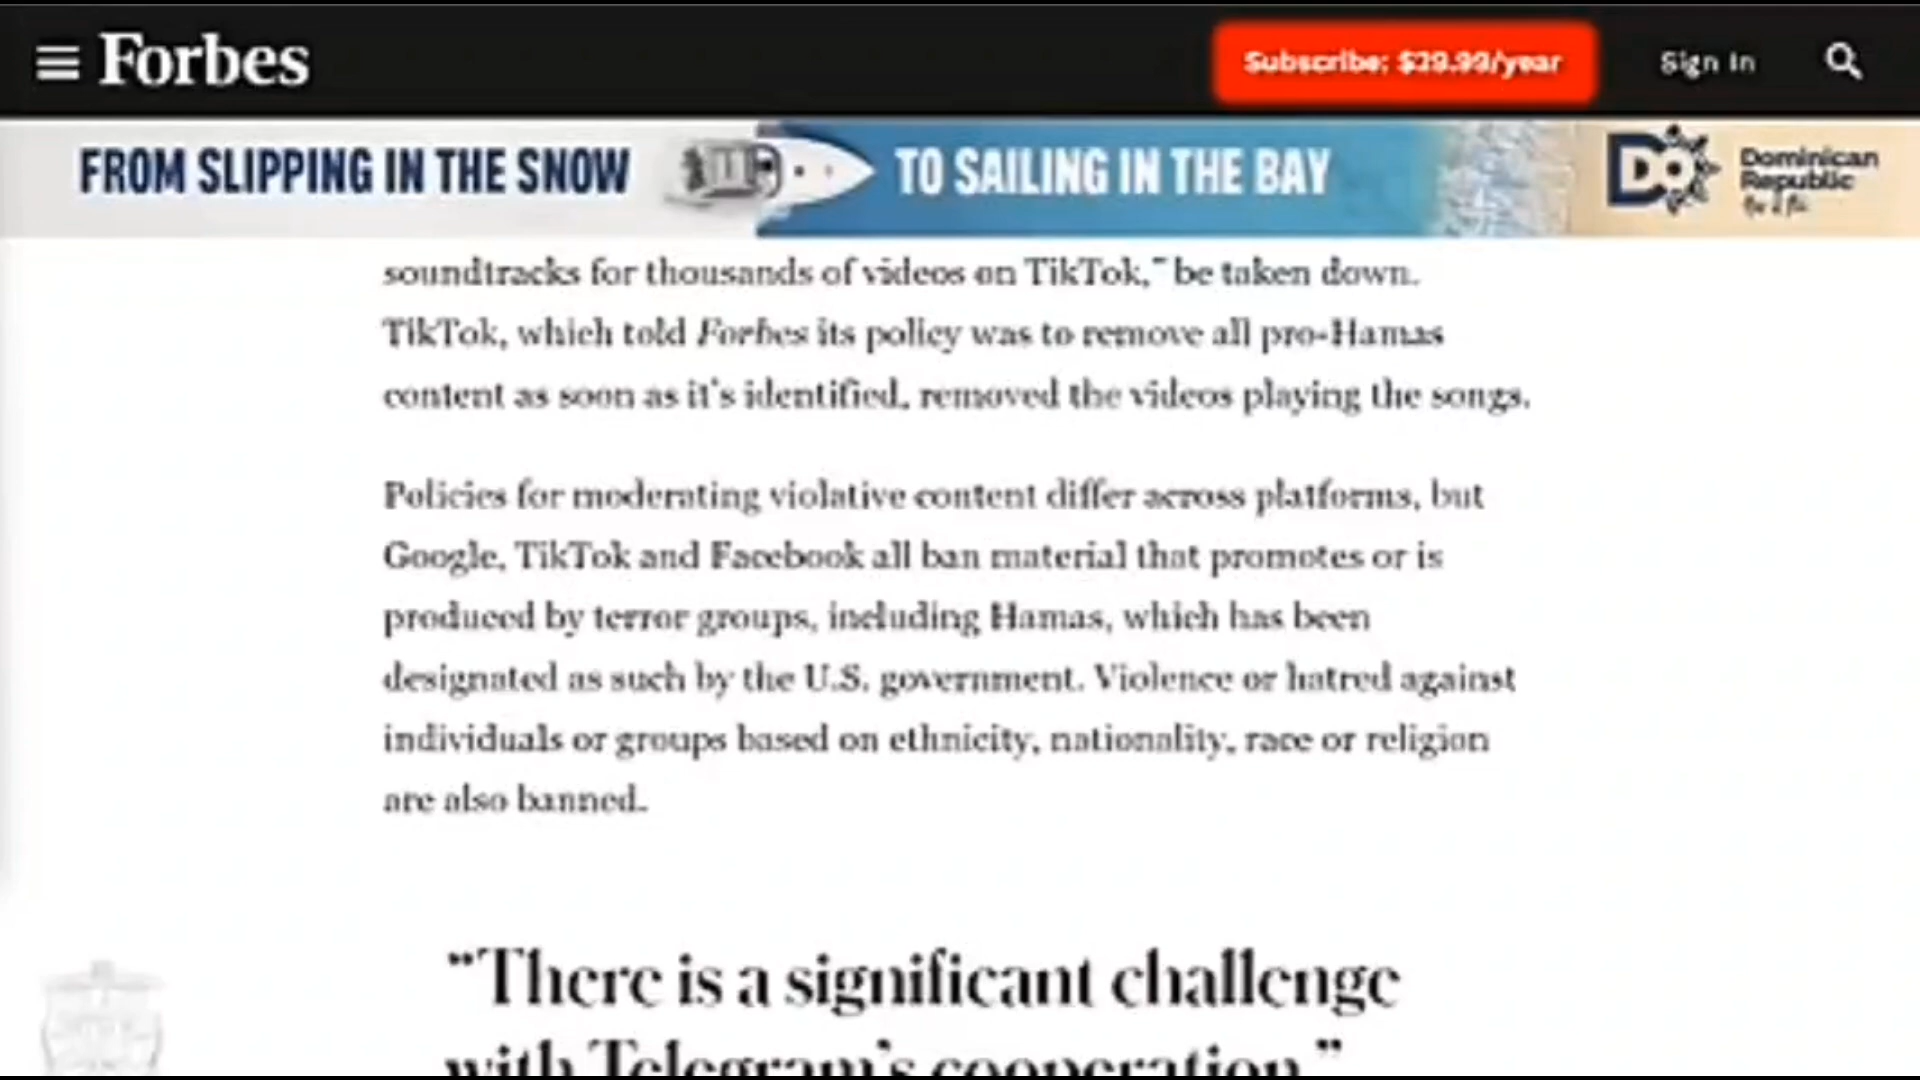 Forbes
Subscribe: $29.99/year
Sign In
FROM SLIPPING IN THE SNOW
TO SAILING IN THE BAY
Dominican
Republic
soundtracks for thousands of videos on TikTok,” be taken down.
TikTok, which told Forbes its policy was to remove all pro-Hamas
content as soon as it's identified, removed the videos playing the songs.
Policies for moderating violative content differ across platforms, but
Google, TikTok and Facebook all ban material that promotes or is
produced by terror groups, including Hamas, which has been
designated as such by the U.S. government. Violence or hatred against
individuals or groups based on ethnicity, nationality, race or religion
are also banned.
“There is a significant challenge
with Telegram's cooperation.”